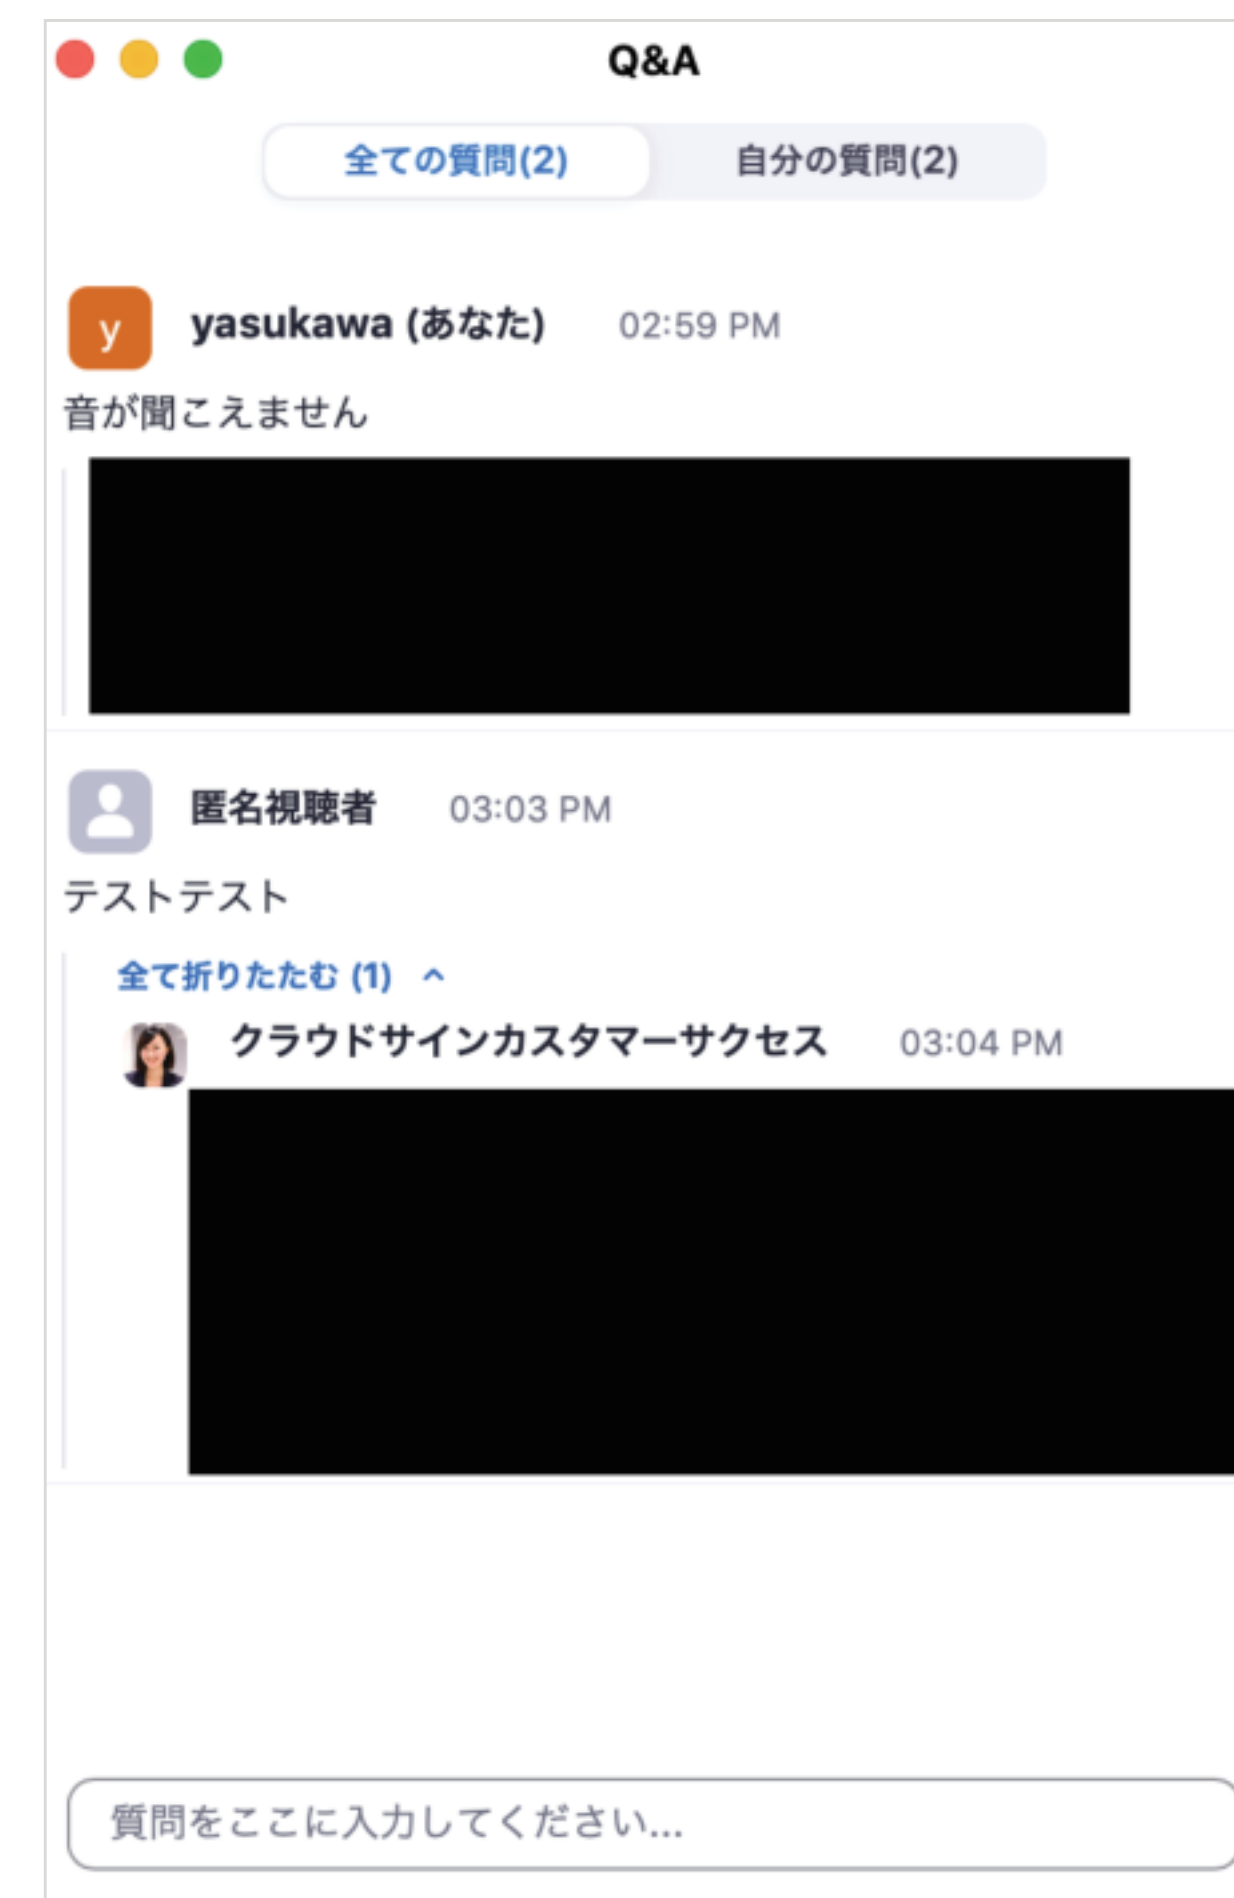 Q&A
全ての質問(2) 自分の質問(2)
y yasukawa (あなた) 02:59 PM
音が聞こえません
匿名視聴者 03:03 PM
テストテスト
全て折りたたむ (1)
クラウドサインカスタマーサクセス 03:04 PM
質問をここに入力してください...